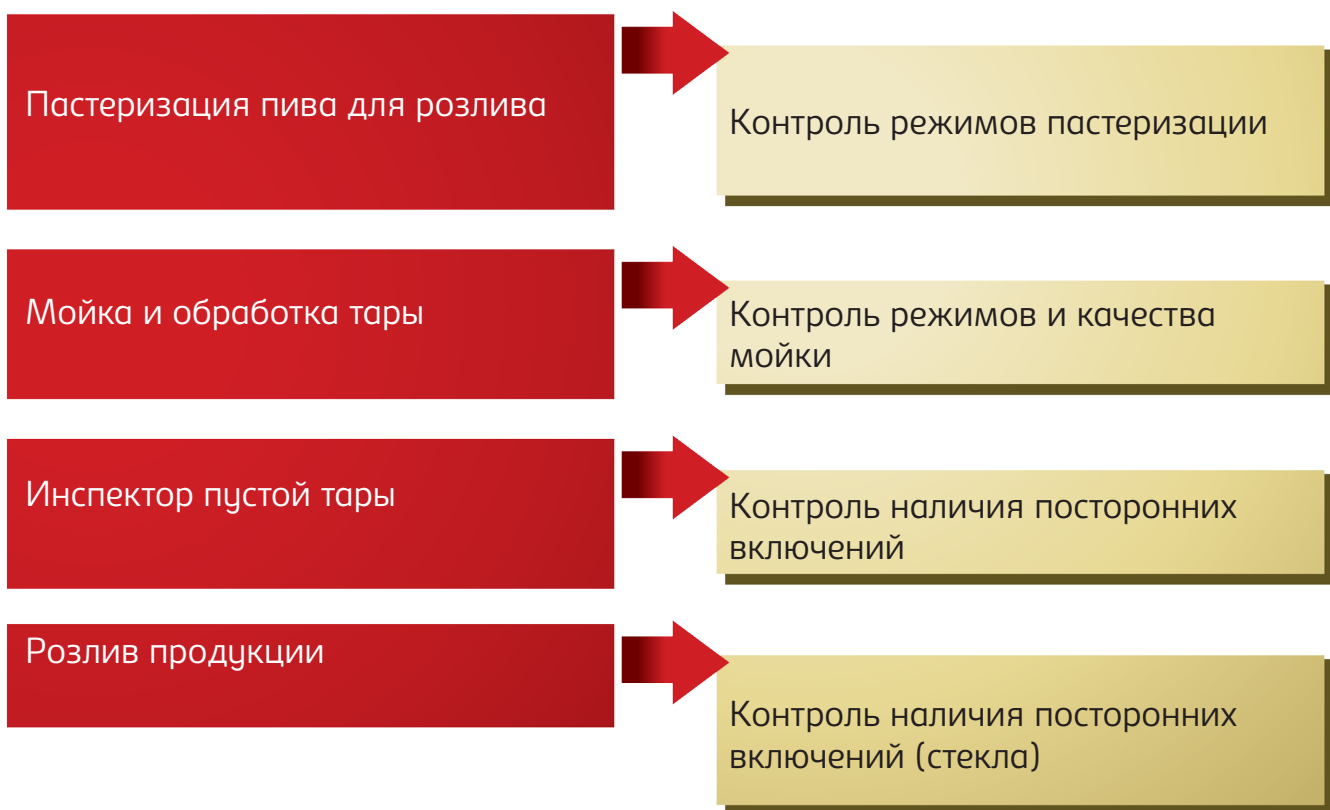 Пастеризация пива для розлива
Контроль режимов пастеризации
Мойка и обработка тары
Контроль режимов и качества
мойки
Инспектор пустой тары
Контроль наличия посторонних
включений
Розлив продукции
Контроль наличия посторонних
включений (стекла)